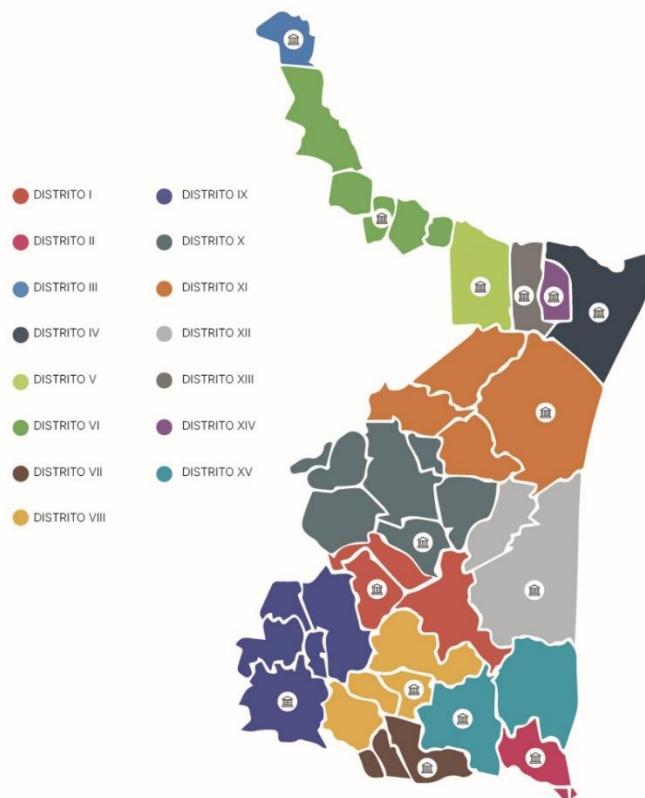 DISTRITO I
DISTRITO II
DISTRITO III
DISTRITO IV
DISTRITO V
DISTRITO VI
DISTRITO VII
DISTRITO VIII
DISTRITO IX
DISTRITO X
DISTRITO XI
DISTRITO XII
DISTRITO XIII
DISTRITO XIV
DISTRITO XV